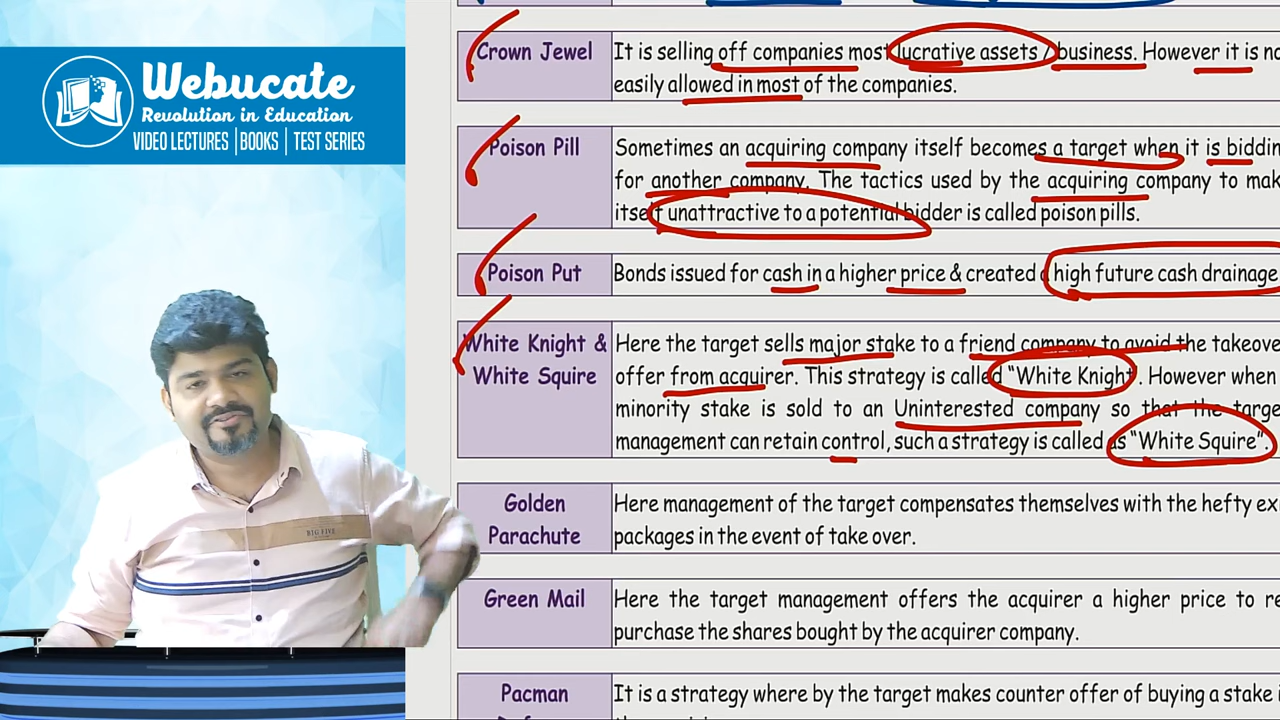 Webucate
Revolution in Education
VIDEO LECTURES | BOOKS | TEST SERIES
BIG FIVE
Crown Jewel
It is selling off companies most lucrative assets / business. However it is
easily allowed in most of the companies.
Poison Pill
Sometimes an acquiring company itself becomes a target when it is
for another company. The tactics used by the acquiring company to
itself unattractive to a potential bidder is called poison pills.
Poison Put
Bonds issued for cash in a higher price & created a high future cash drainage
White Knight &
White Squire
Here the target sells major stake to a friend company to avoid the
offer from acquirer. This strategy is called "White Knight". However when
minority stake is sold to an Uninterested company so that the
management can retain control, such a strategy is called as "White Squire".
Golden
Parachute
Here management of the target compensates themselves with the hefty
packages in the event of take over.
Green Mail
Here the target management offers the acquirer a higher price to
purchase the shares bought by the acquirer company.
Pacman
It is a strategy where by the target makes counter offer of buying a stake